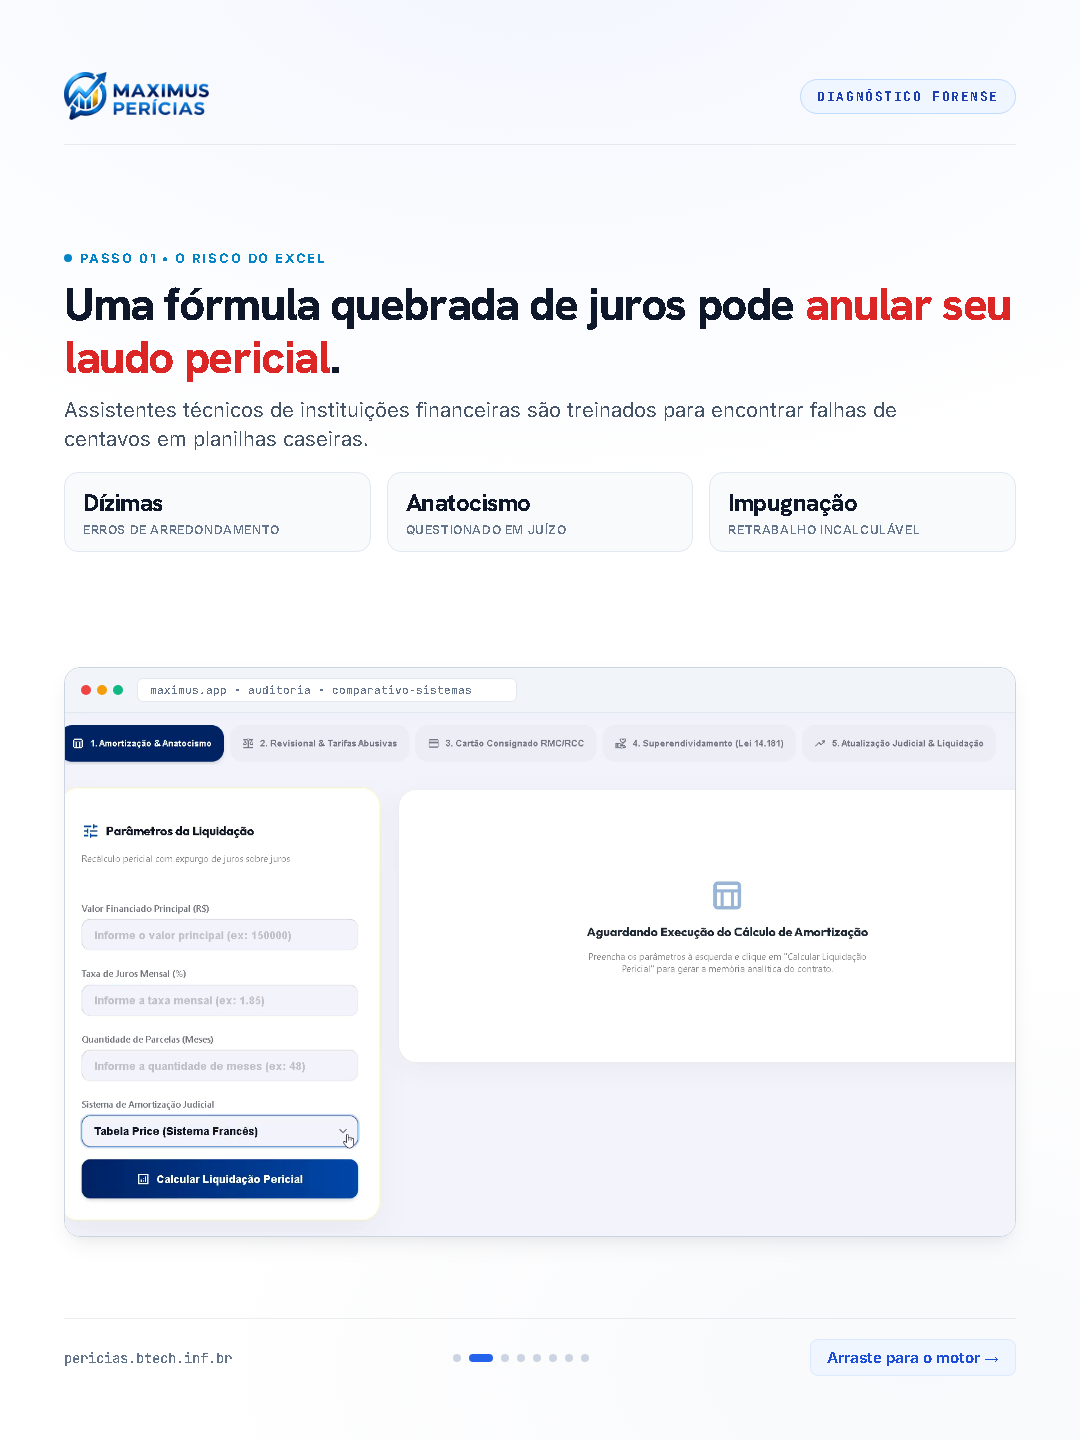 MAXIMUS
PERÍCIAS
DIAGNÓSTICO FORENSE
PASSO 01 • O RISCO DO EXCEL
Uma fórmula quebrada de juros pode anular seu
laudo pericial.
Assistentes técnicos de instituições financeiras são treinados para encontrar falhas de
centavos em planilhas caseiras.
Dízimas
ERROS DE ARREDONDAMENTO
Anatocismo
QUESTIONADO EM JUÍZO
Impugnação
RETRABALHO INCALCULÁVEL
maximus.app - auditoria - comparativo-sistemas
1. Amortização & Anatocismo
2. Revisional & Tarifas Abusivas
3. Cartão Consignado RMC/RCC
4. Superendividamento (Lei 14.181)
5. Atualização Judicial & Liquidação
Parâmetros da Liquidação
Recálculo pericial com expurgo de juros sobre juros.
Valor Financiado Principal (R$)
Informe o valor principal (ex: 150000)
Taxa de Juros Mensal (%)
Informe a taxa mensal (ex: 1.85)
Quantidade de Parcelas (Meses)
Informe a quantidade de meses (ex: 48)
Sistema de Amortização Judicial
Tabela Price (Sistema Francês)
Calcular Liquidação Pericial
Aguardando Execução do Cálculo de Amortização
Preencha os parâmetros à esquerda e clique em "Calcular Liquidação
Pericial" para gerar a memória analítica do contrato.
pericias.btech.inf.br
Arraste para o motor →